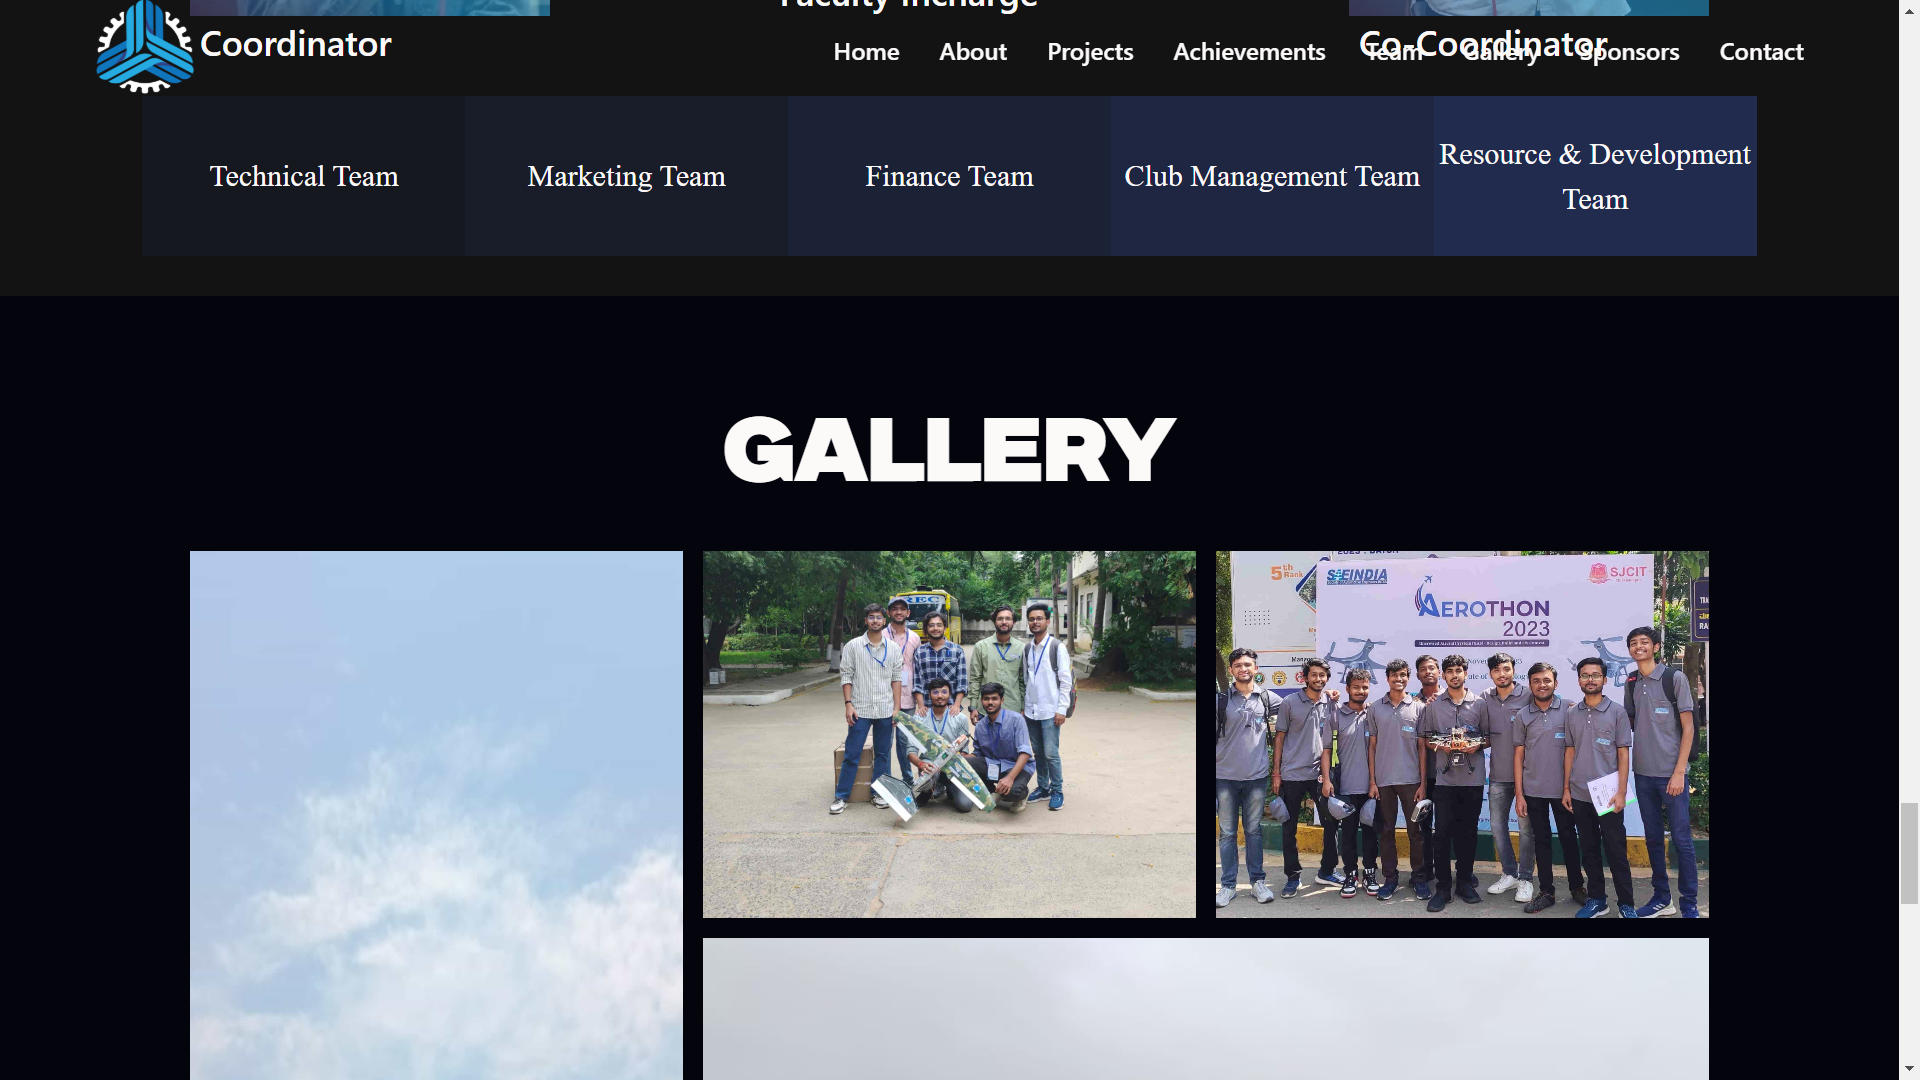 Faculty Incharge
Coordinator
Co-Coordinator
Home About Projects Achievements Team Gallery Sponsors Contact
Technical Team
Marketing Team
Finance Team
Club Management Team
Resource & Development
Team
GALLERY
REC
5th
Rank
SAEINDIA
SJCIT
AEROTHON
2023